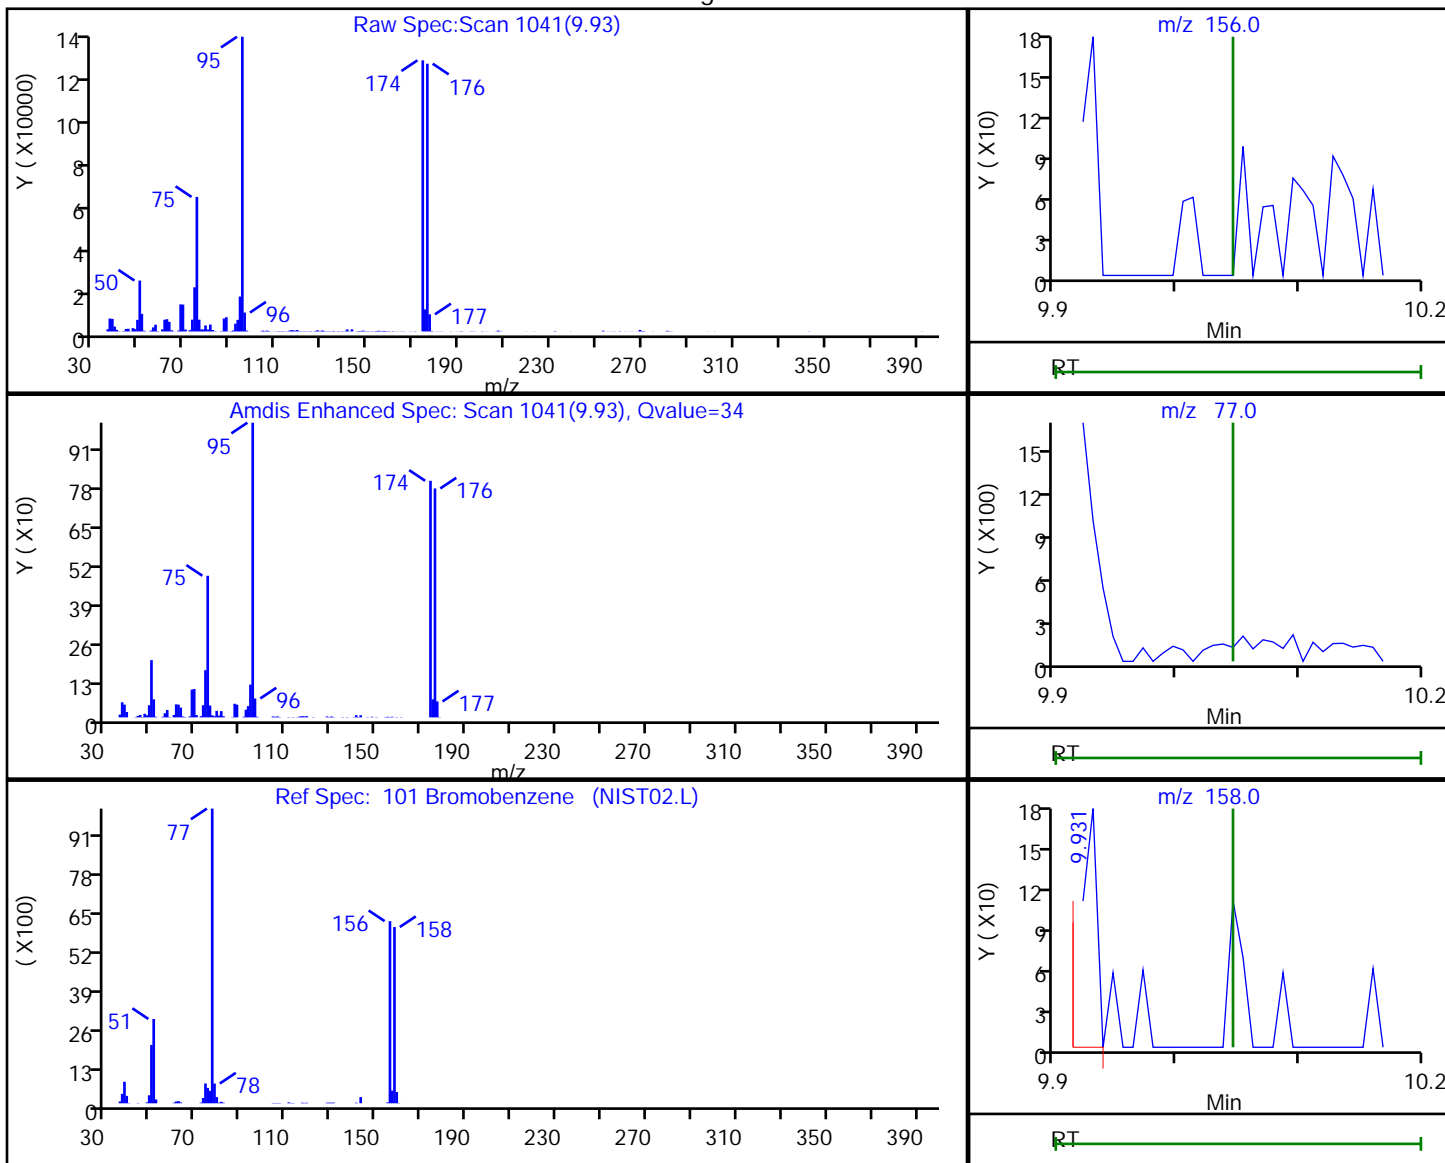 Raw Spec:Scan 1041(9.93)
Y ( X10000)
14
12
10
8
6
4
2
0
95
174
176
75
50
96
177
30 70 110 150 190 230 270 310 350 390
m/z
m/z 156.0
Y ( X10)
18
15
12
9
6
3
0
9.9 10.2
Min
RT
Amdis Enhanced Spec: Scan 1041(9.93), Qvalue=34
Y ( X10)
91
78
65
52
39
26
13
0
95
174
176
75
96
177
30 70 110 150 190 230 270 310 350 390
m/z
m/z 77.0
Y ( X100)
15
12
9
6
3
0
9.9 10.2
Min
RT
Ref Spec: 101 Bromobenzene (NIST02.L)
( X100)
91
78
65
52
39
26
13
0
77
156
158
51
78
30 70 110 150 190 230 270 310 350 390
m/z 158.0
Y ( X10)
18
15
12
9
6
3
0
9.931
9.9 10.2
Min
RT